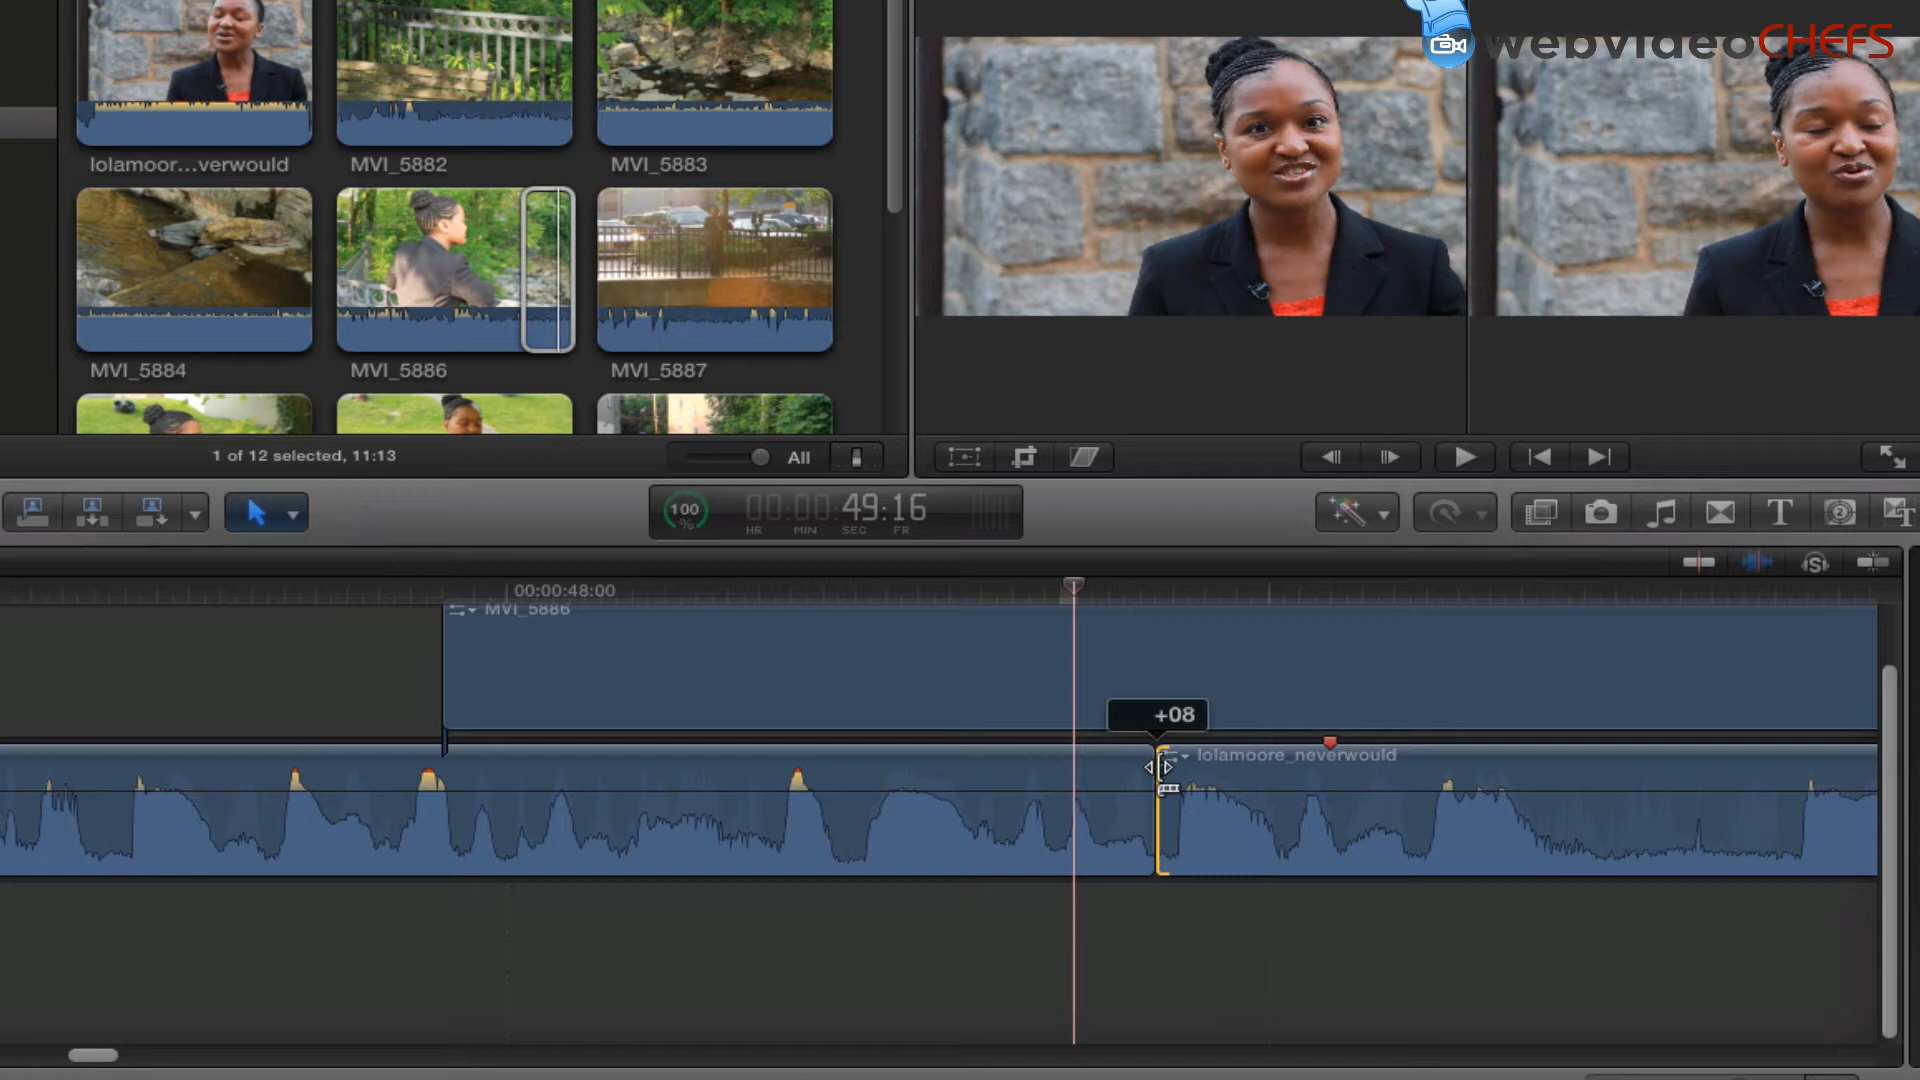 webvideoCHEFS
lolamoor...verwould
MVI_5882
MVI_5883
MVI_5884
MVI_5886
MVI_5887
1 of 12 selected, 11:13
All
100
%
00:00:49:16
HR MIN SEC FR
T
2
T
S
00:00:48:00
MVI_5886
+08
lolamoore_neverwould